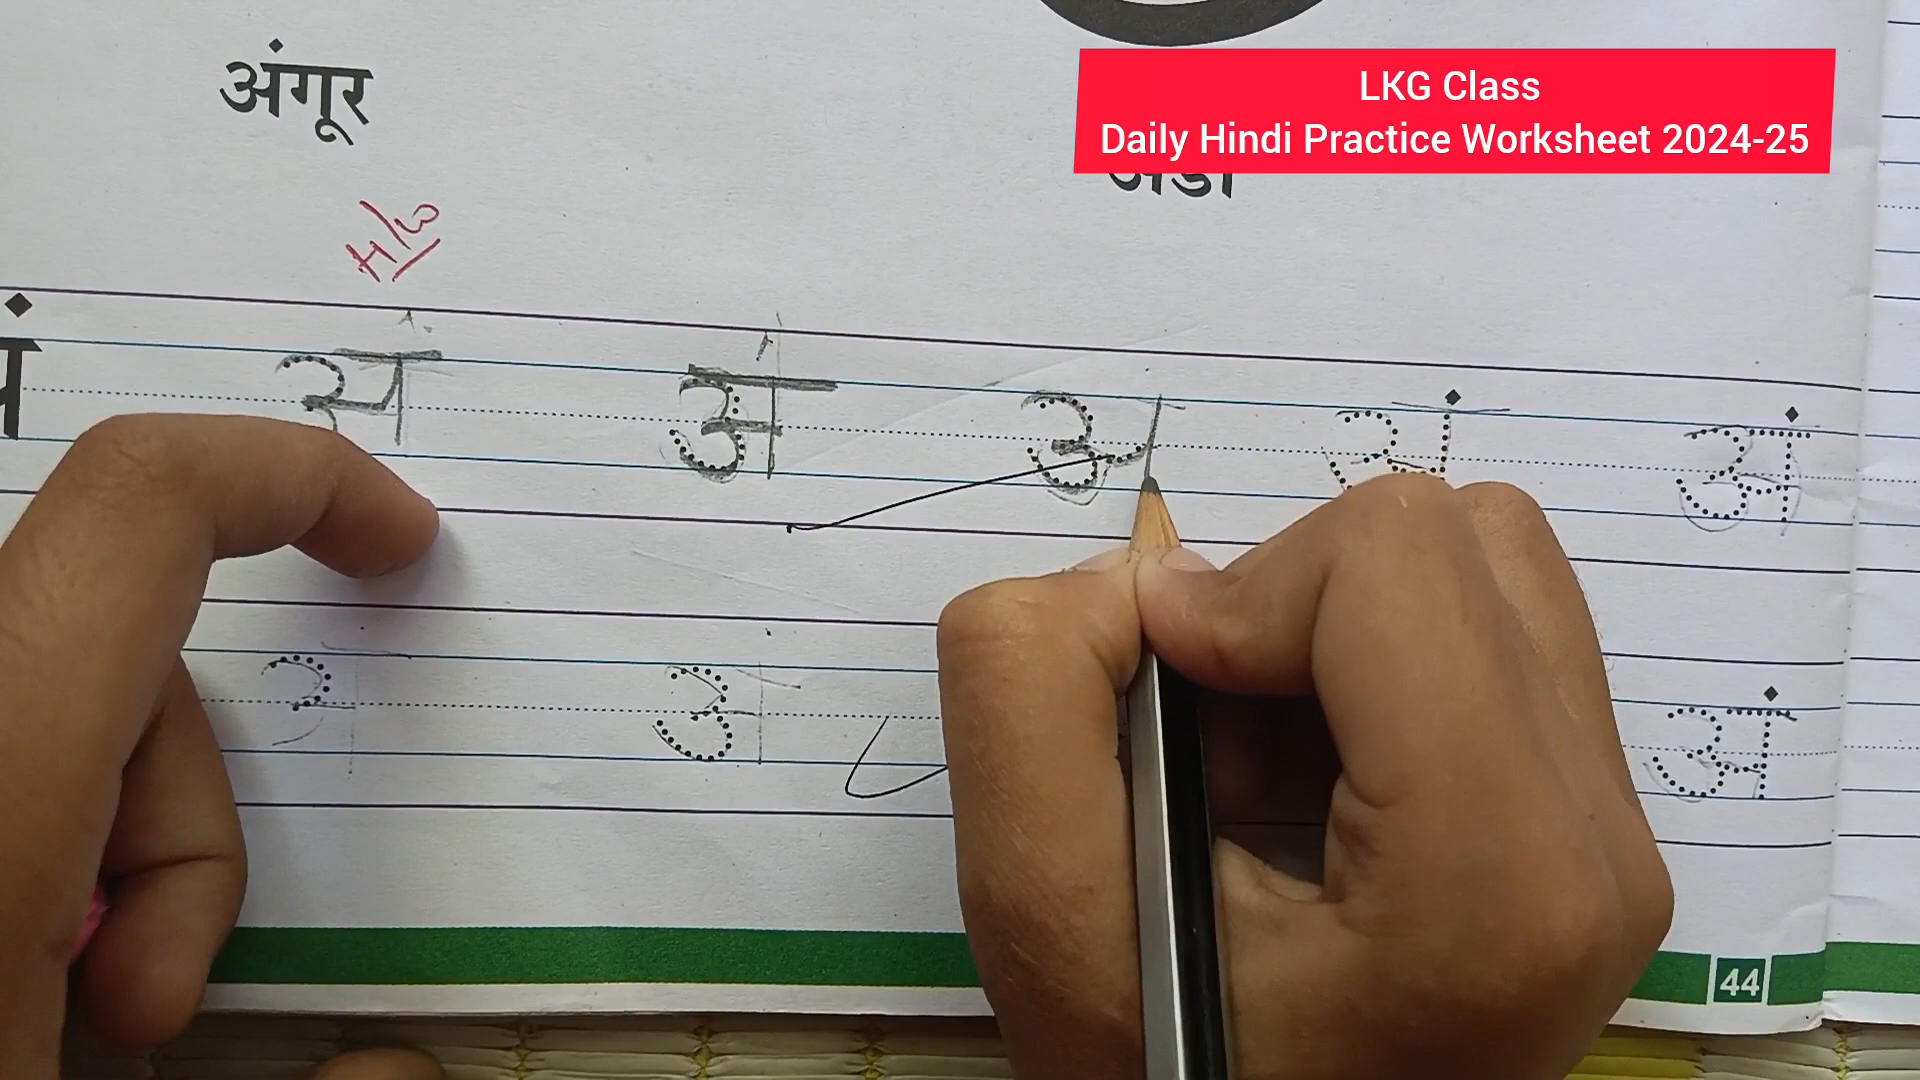 अंगूर
LKG Class
Daily Hindi Practice Worksheet 2024-25
H/W
अ अ अ अं अं
अ अ अं
44